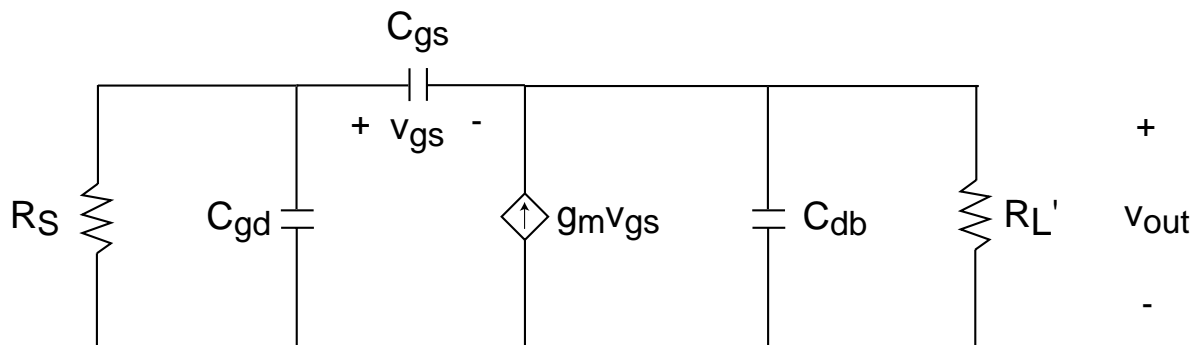 Cgs
+ vgs -
+
RS
Cgd
gmvgs
Cdb
RL'
vout
-